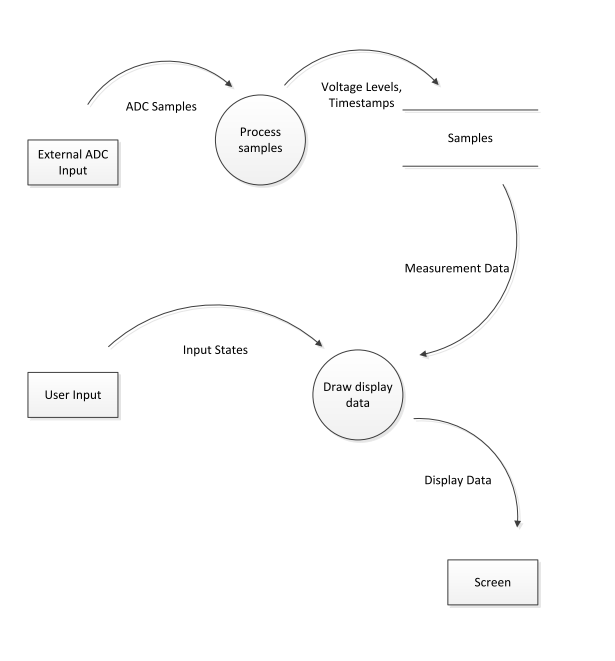 ADC Samples
Voltage Levels,
Timestamps
External ADC
Input
Process
samples
Samples
Measurement Data
Input States
User Input
Draw display
data
Display Data
Screen